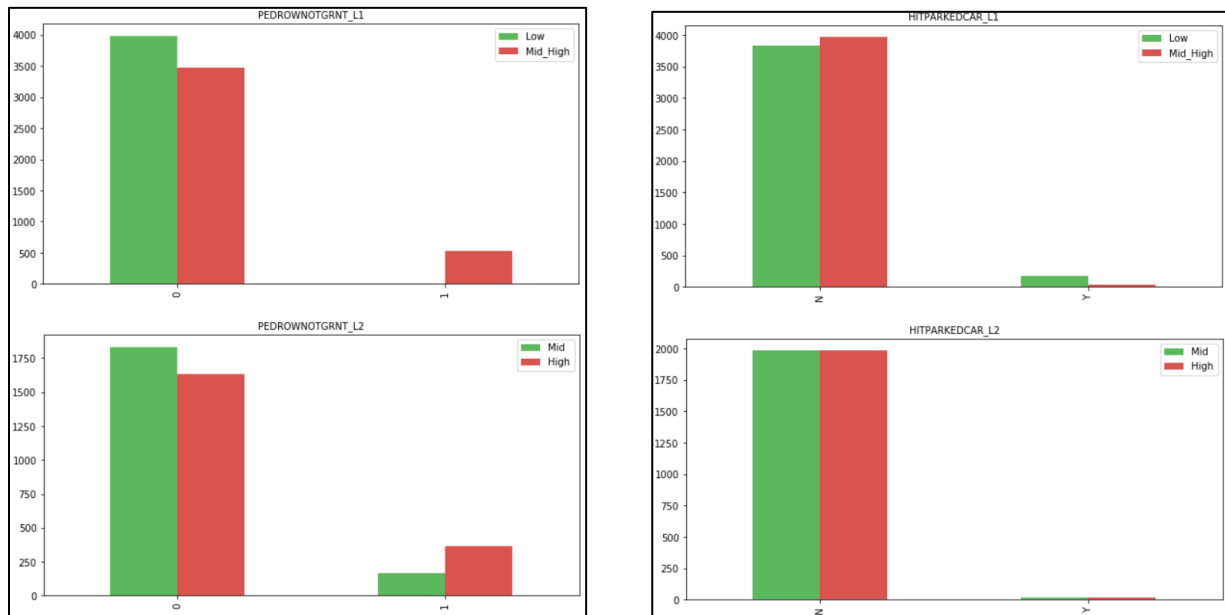 PEDROWNOTGRNT_L1
Low
Mid_High
4000
3500
3000
2500
2000
1500
1000
500
0
0
1
PEDROWNOTGRNT_L2
Mid
High
1750
1500
1250
1000
750
500
250
0
0
1
HITPARKEDCAR_L1
Low
Mid_High
4000
3500
3000
2500
2000
1500
1000
500
0
N
Y
HITPARKEDCAR_L2
Mid
High
2000
1750
1500
1250
1000
750
500
250
0
N
Y